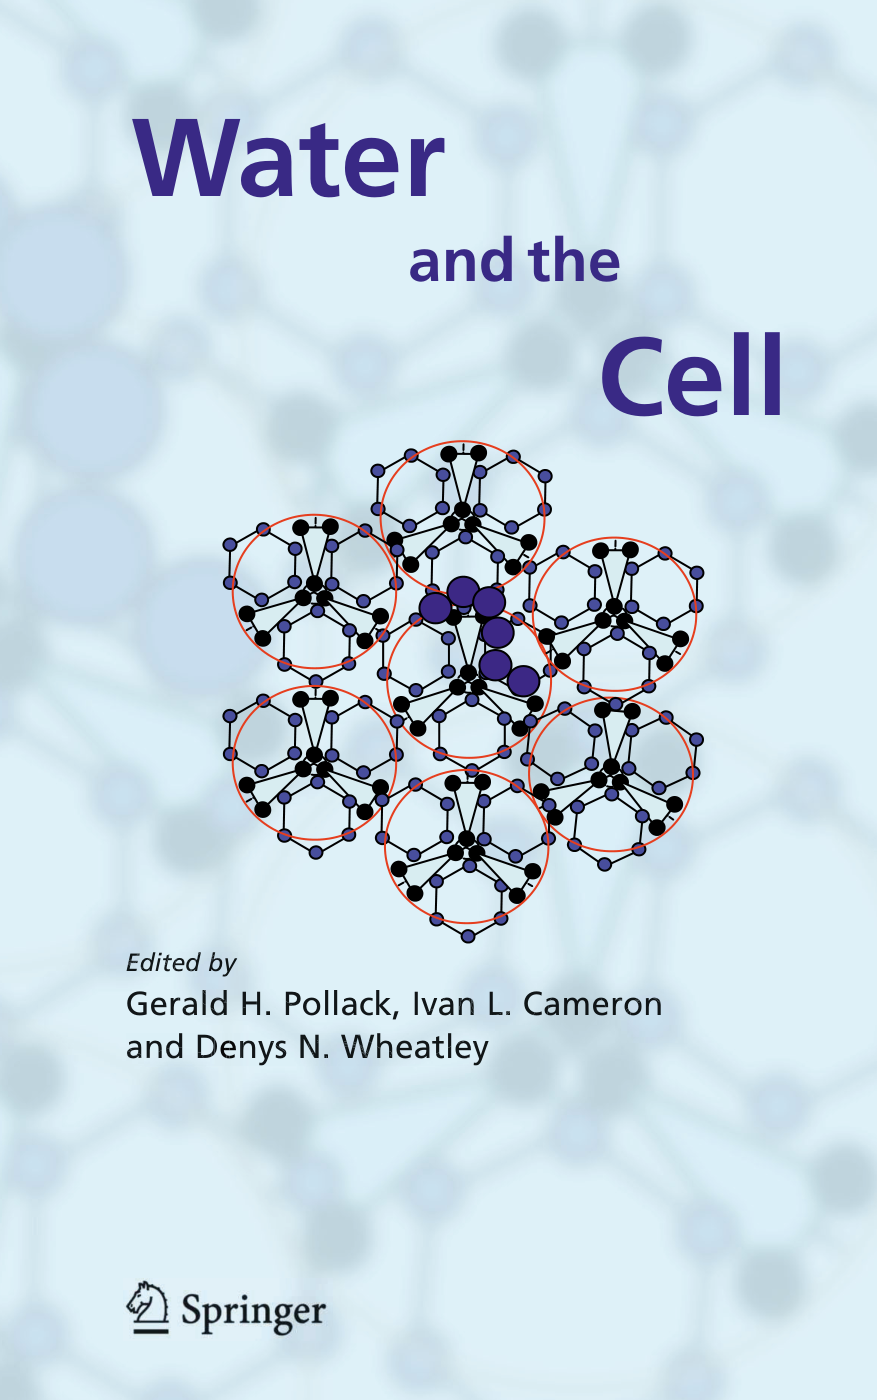 Water
and the
Cell
Edited by
Gerald H. Pollack, Ivan L. Cameron
and Denys N. Wheatley
Springer